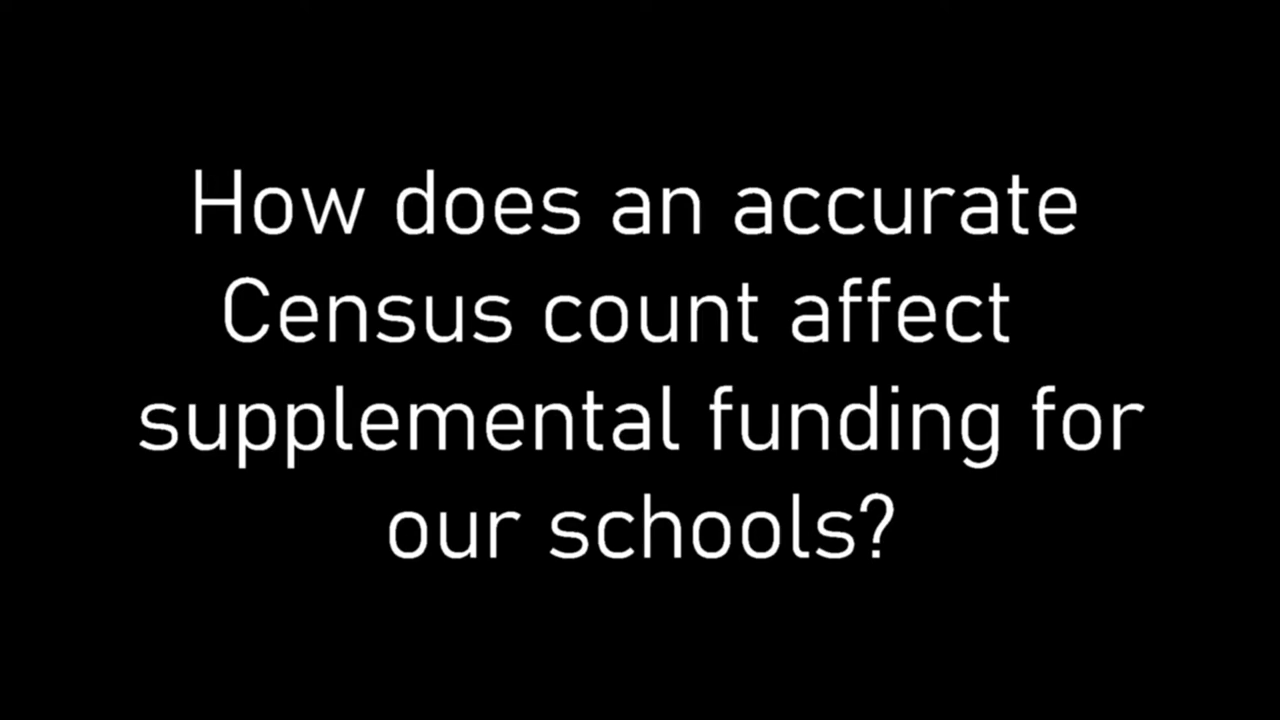 How does an accurate
Census count affect
supplemental funding for
our schools?